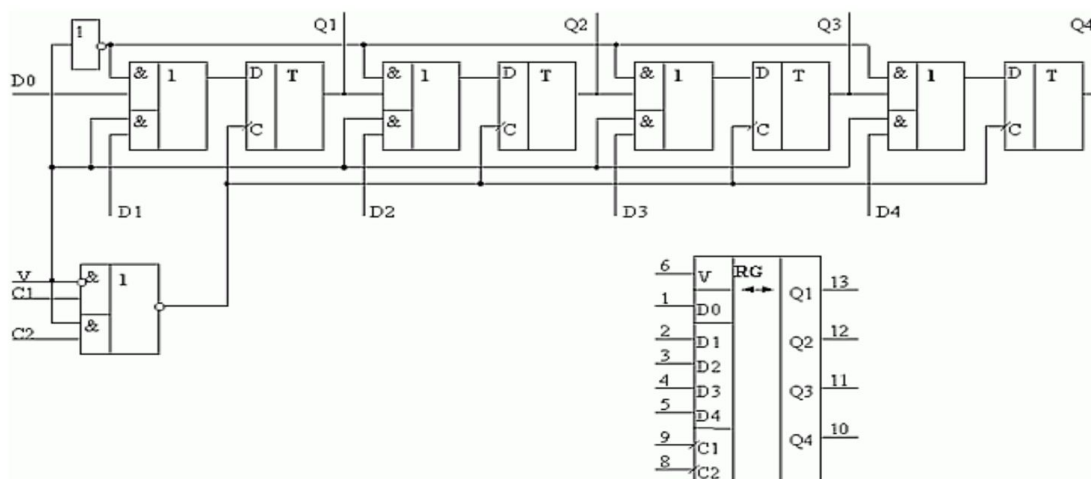 Q1 Q2 Q3 Q4
1
D0
& 1 D T & 1 D T & 1 D T & 1 D T
& C & C & C & C
D1 D2 D3 D4
V & 1
C1
C2 &
6 V RG Q1 13
1 D0
2 D1 Q2 12
3 D2
4 D3 Q3 11
5 D4 Q4 10
9 C1
8 C2